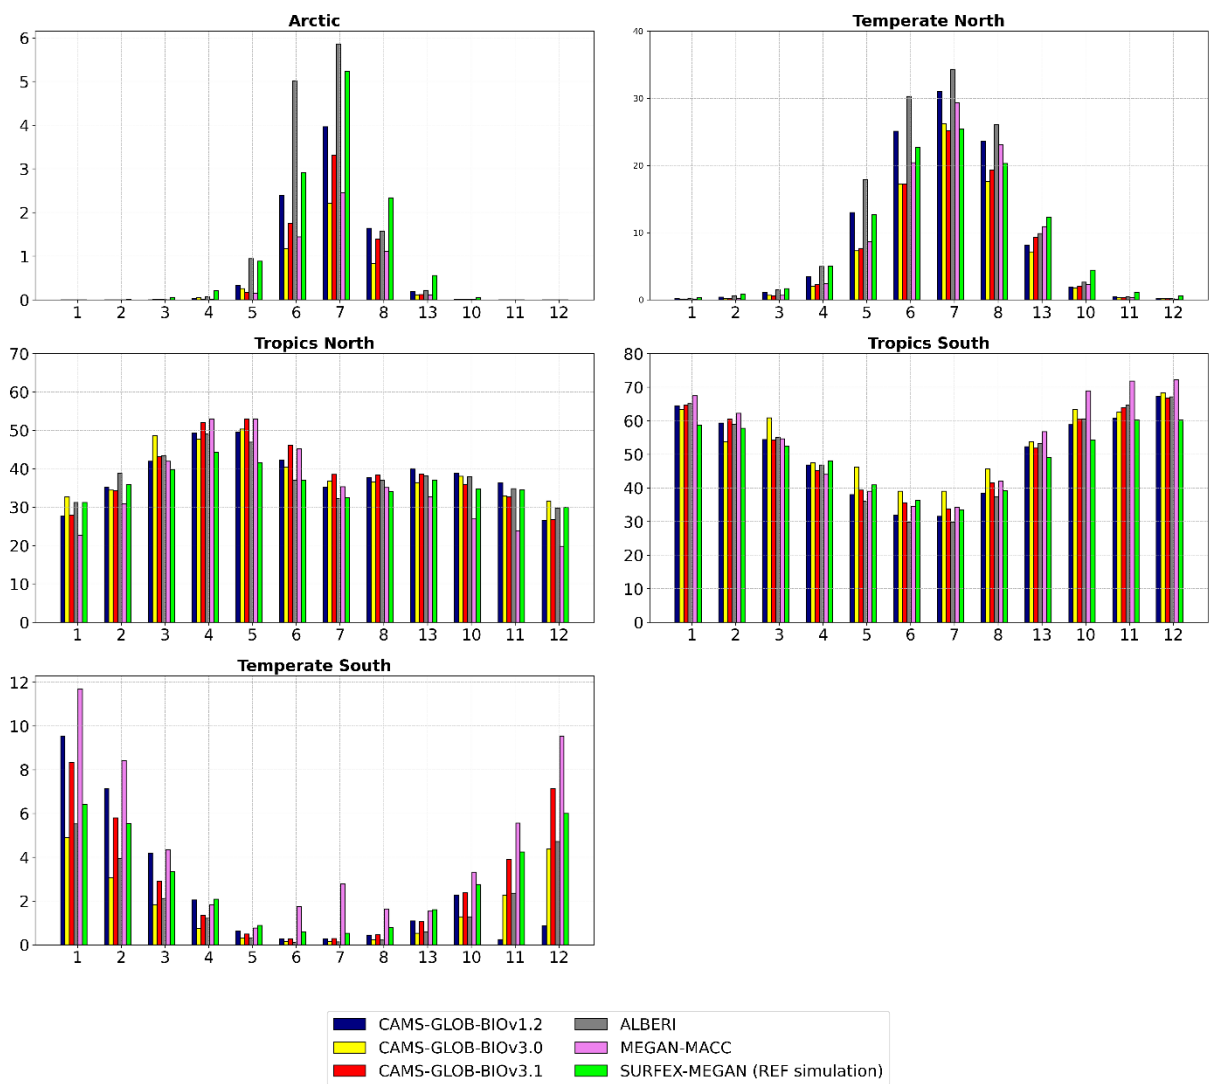 Arctic
6
5
4
3
2
1
0
1 2 3 4 5 6 7 8 13 10 11 12
Temperate North
40
30
20
10
0
1 2 3 4 5 6 7 8 13 10 11 12
Tropics North
70
60
50
40
30
20
10
0
1 2 3 4 5 6 7 8 13 10 11 12
Tropics South
80
70
60
50
40
30
20
10
0
1 2 3 4 5 6 7 8 13 10 11 12
Temperate South
12
10
8
6
4
2
0
1 2 3 4 5 6 7 8 13 10 11 12
CAMS-GLOB-BIOv1.2
CAMS-GLOB-BIOv3.0
CAMS-GLOB-BIOv3.1
ALBERI
MEGAN-MACC
SURFEX-MEGAN (REF simulation)